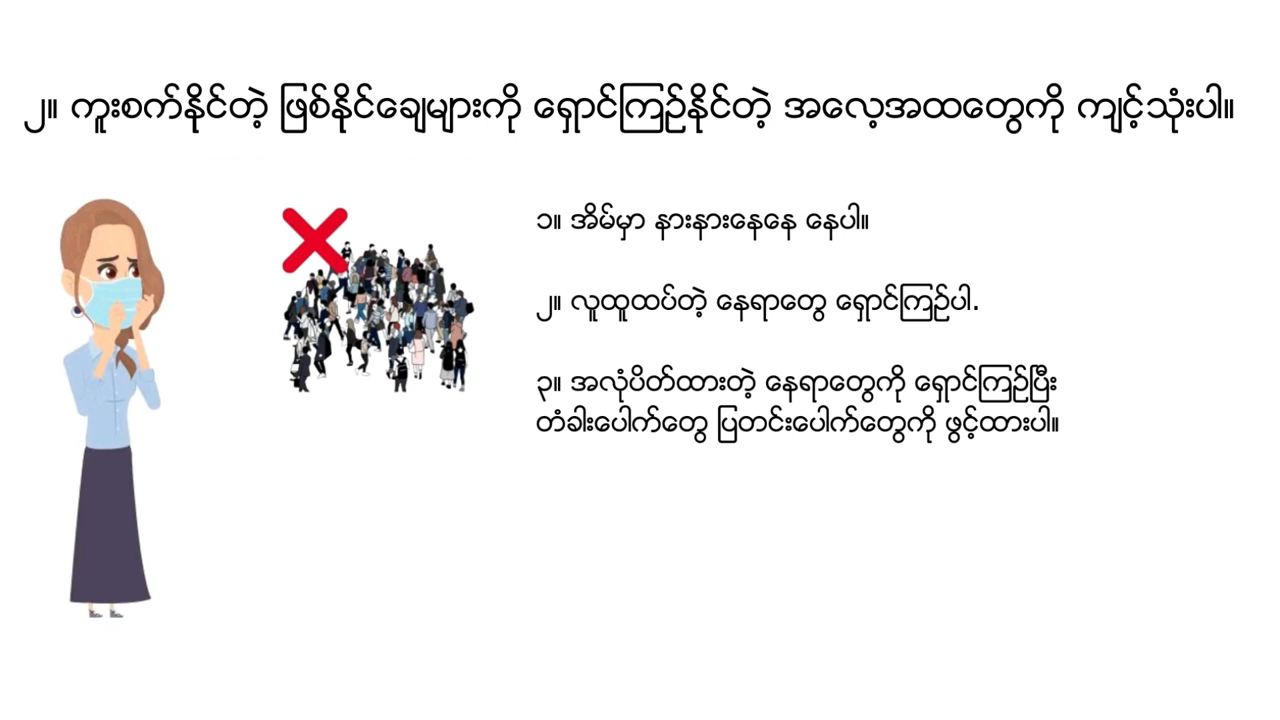 ၂။ ကူးစက်နိုင်တဲ့ ဖြစ်နိုင်ချေများကို ရှောင်ကြဉ်နိုင်တဲ့ အလေ့အထတွေကို ကျင့်သုံးပါ။
၁။ အိမ်မှာ နားနားနေနေ နေပါ။
၂။ လူထူထပ်တဲ့ နေရာတွေ ရှောင်ကြဉ်ပါ.
၃။ အလုံပိတ်ထားတဲ့ နေရာတွေကို ရှောင်ကြဉ်ပြီး
တံခါးပေါက်တွေ ပြတင်းပေါက်တွေကို ဖွင့်ထားပါ။